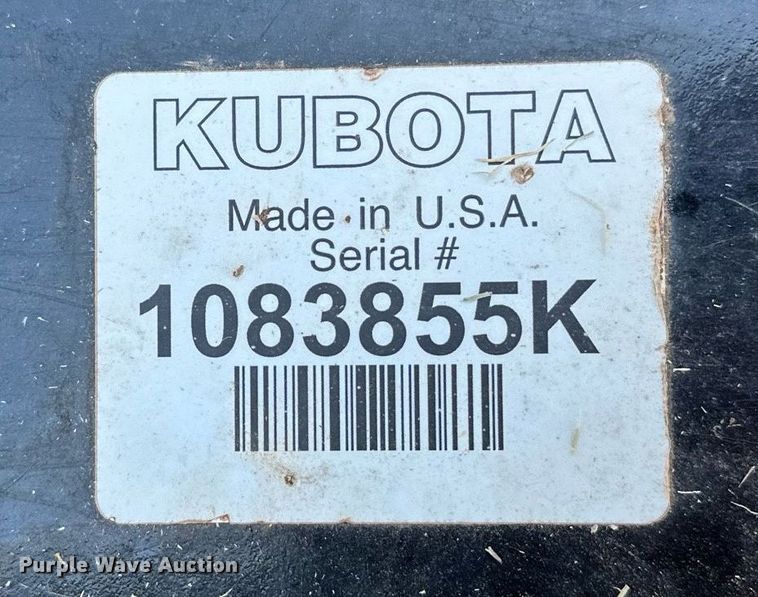 KUBOTA
Made in U.S.A.
Serial #
1083855K
Purple Wave Auction